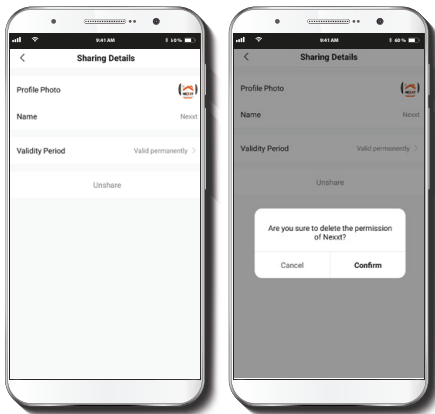 9:41 AM
50%
Sharing Details
Profile Photo
NEXXT
Name
Nexxt
Validity Period
Valid permanently
Unshare
9:41 AM
60%
Sharing Details
Profile Photo
NEXXT
Name
Nexxt
Validity Period
Valid permanently
Unshare
Are you sure to delete the permission
of Nexxt?
Cancel
Confirm